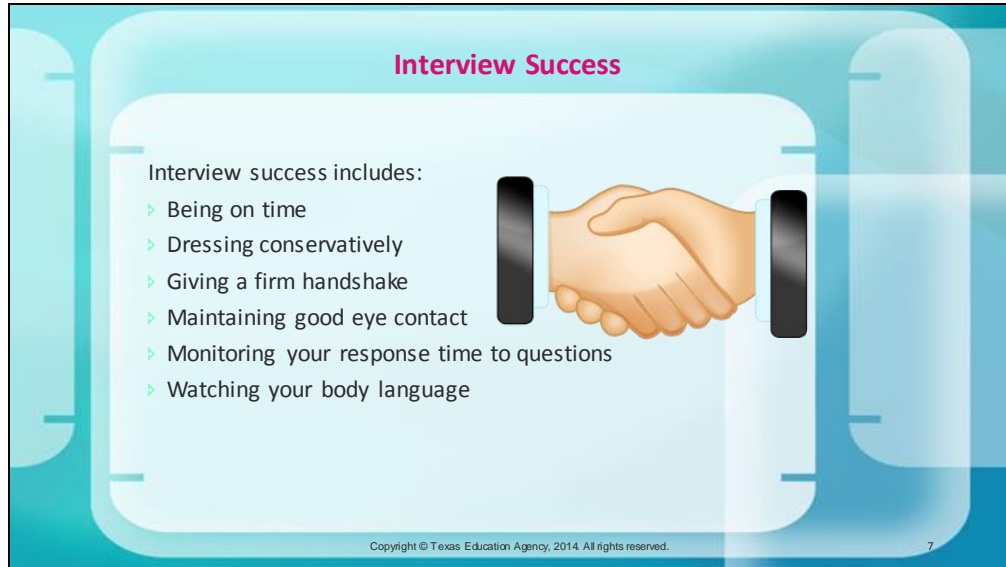 Interview Success
Interview success includes:
Being on time
Dressing conservatively
Giving a firm handshake
Maintaining good eye contact
Monitoring your response time to questions
Watching your body language
Copyright © Texas Education Agency, 2014. All rights reserved.
7